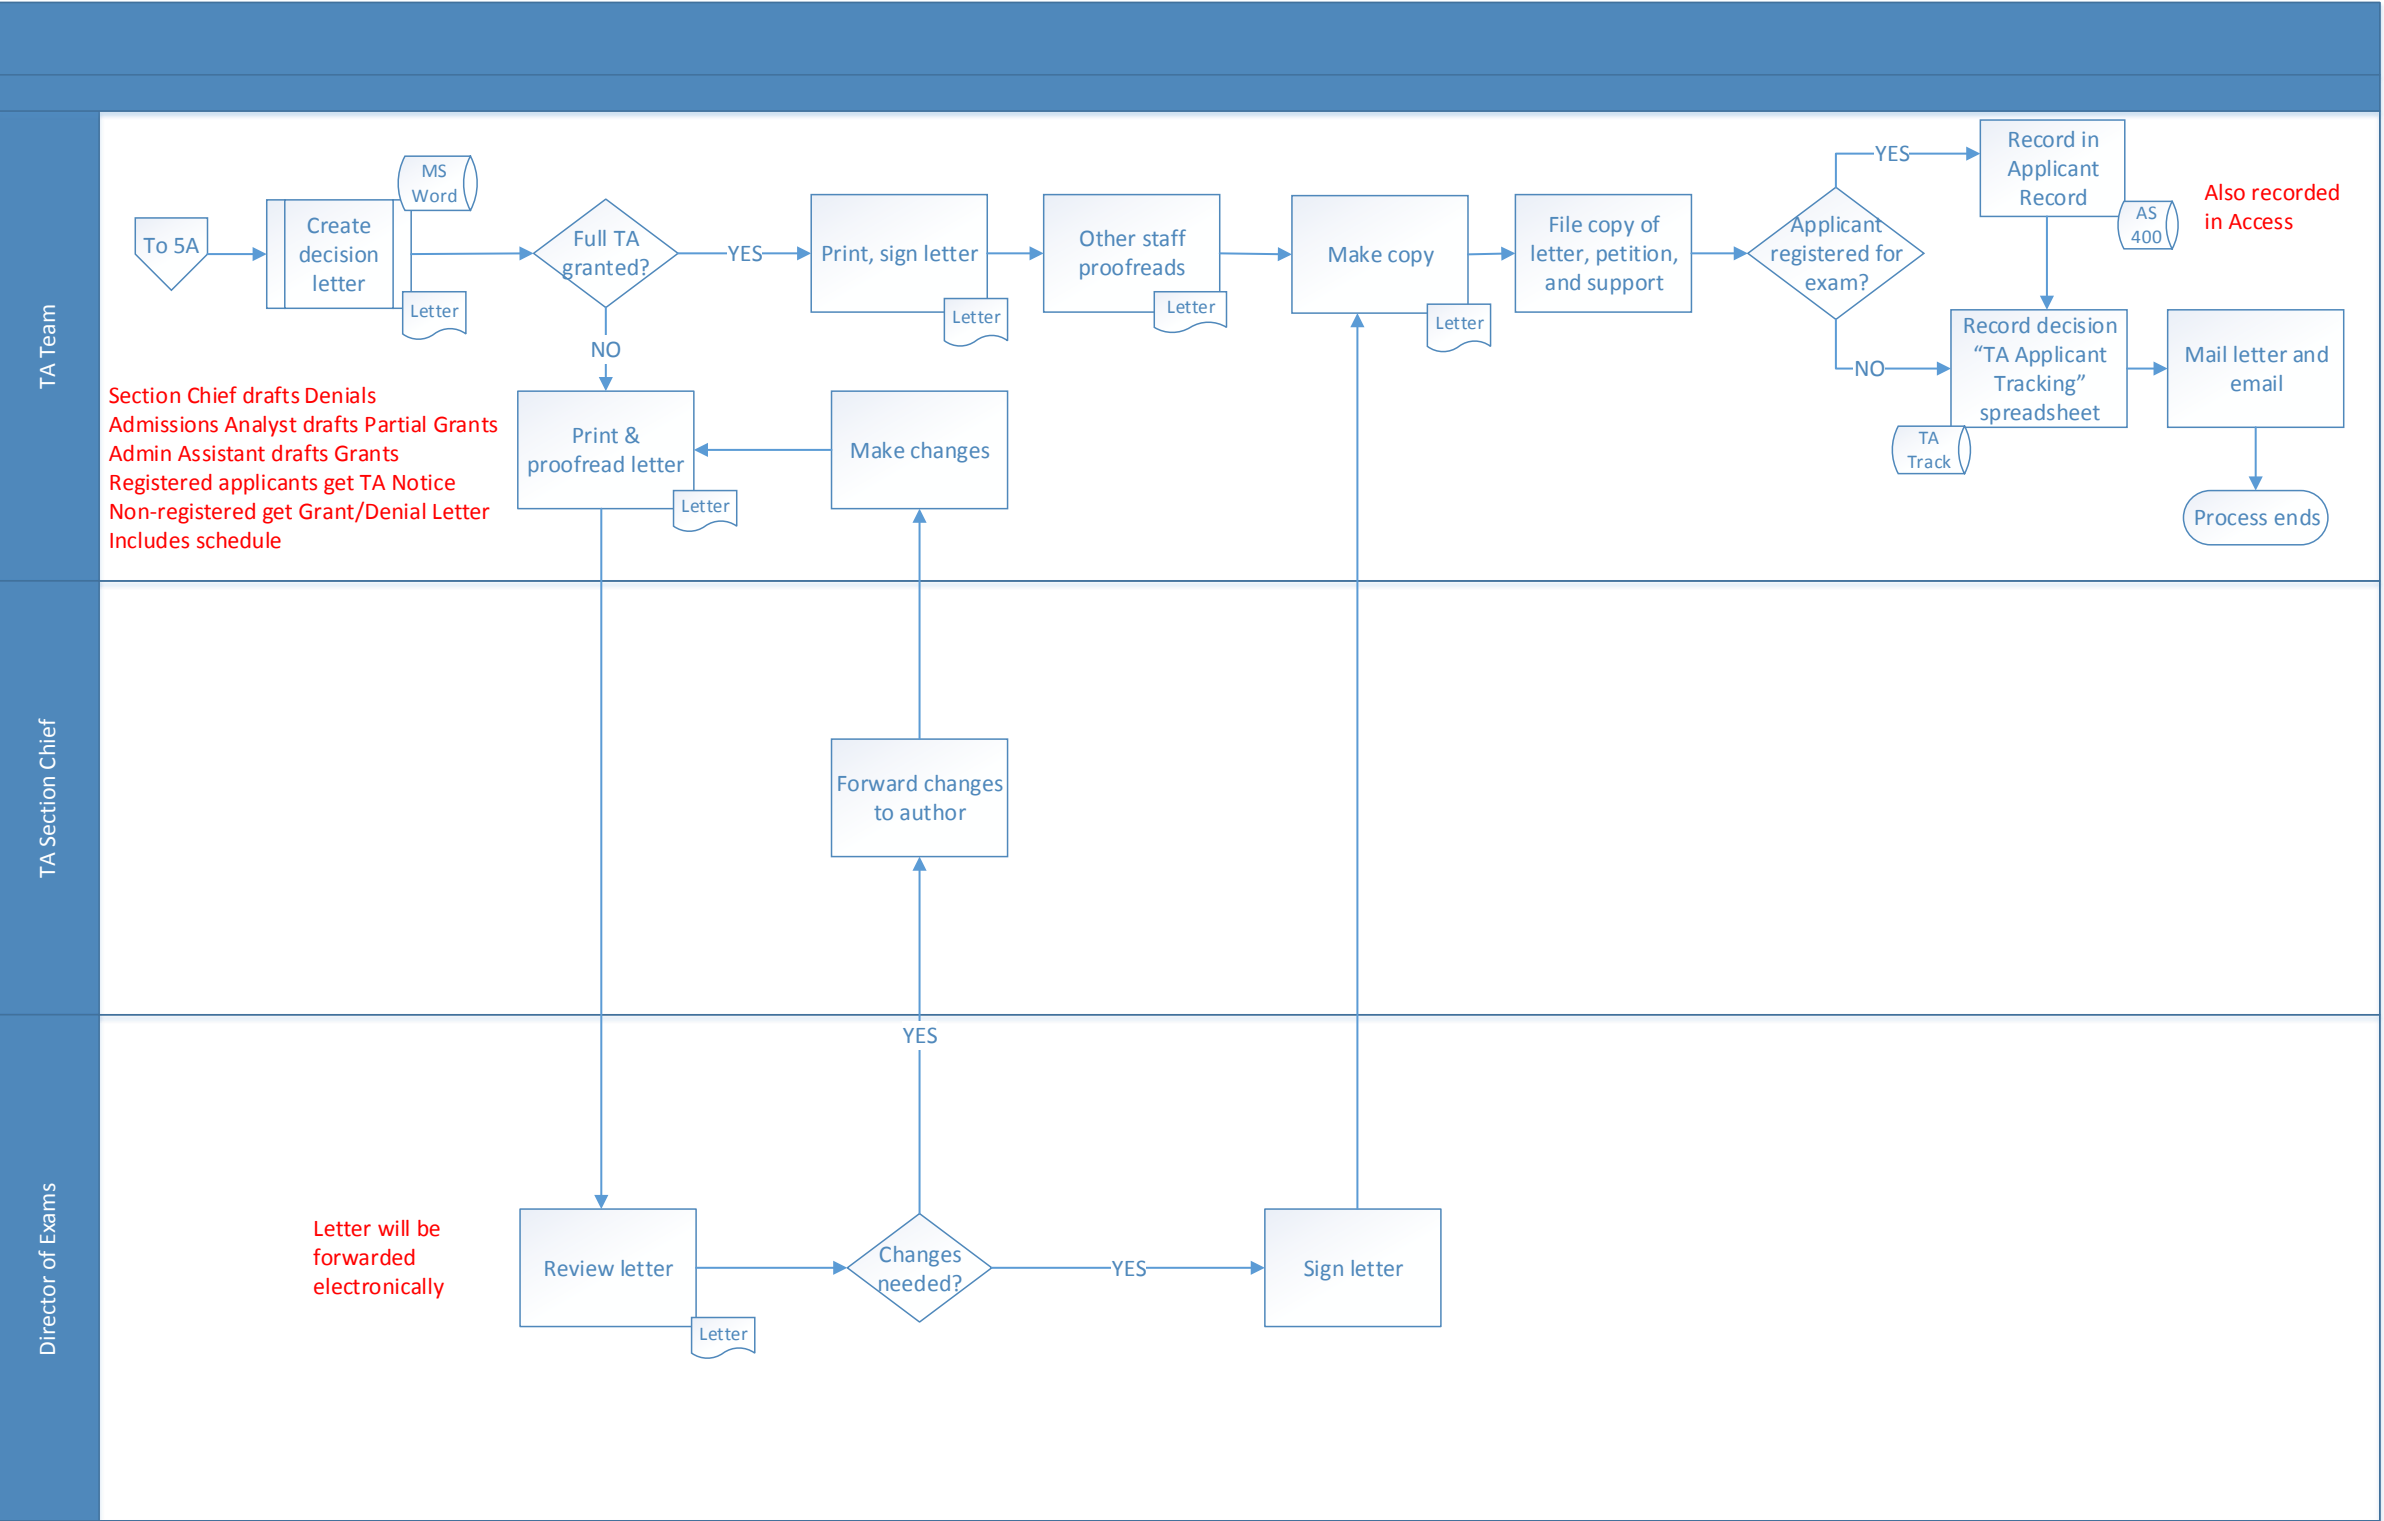 TA Team
To 5A
Create
decision
letter
MS
Word
Letter
Full TA
granted?
YES
NO
Print, sign letter
Letter
Other staff
proofreads
Letter
Make copy
Letter
File copy of
letter, petition,
and support
Applicant
registered for
exam?
YES
NO
Record in
Applicant
Record
AS
400
Also recorded
in Access
Record decision
“TA Applicant
Tracking”
spreadsheet
TA
Track
Mail letter and
email
Process ends
Section Chief drafts Denials
Admissions Analyst drafts Partial Grants
Admin Assistant drafts Grants
Registered applicants get TA Notice
Non-registered get Grant/Denial Letter
Includes schedule
Print &
proofread letter
Letter
Make changes
TA Section Chief
Forward changes
to author
Director of Exams
YES
Letter will be
forwarded
electronically
Review letter
Letter
Changes
needed?
YES
Sign letter